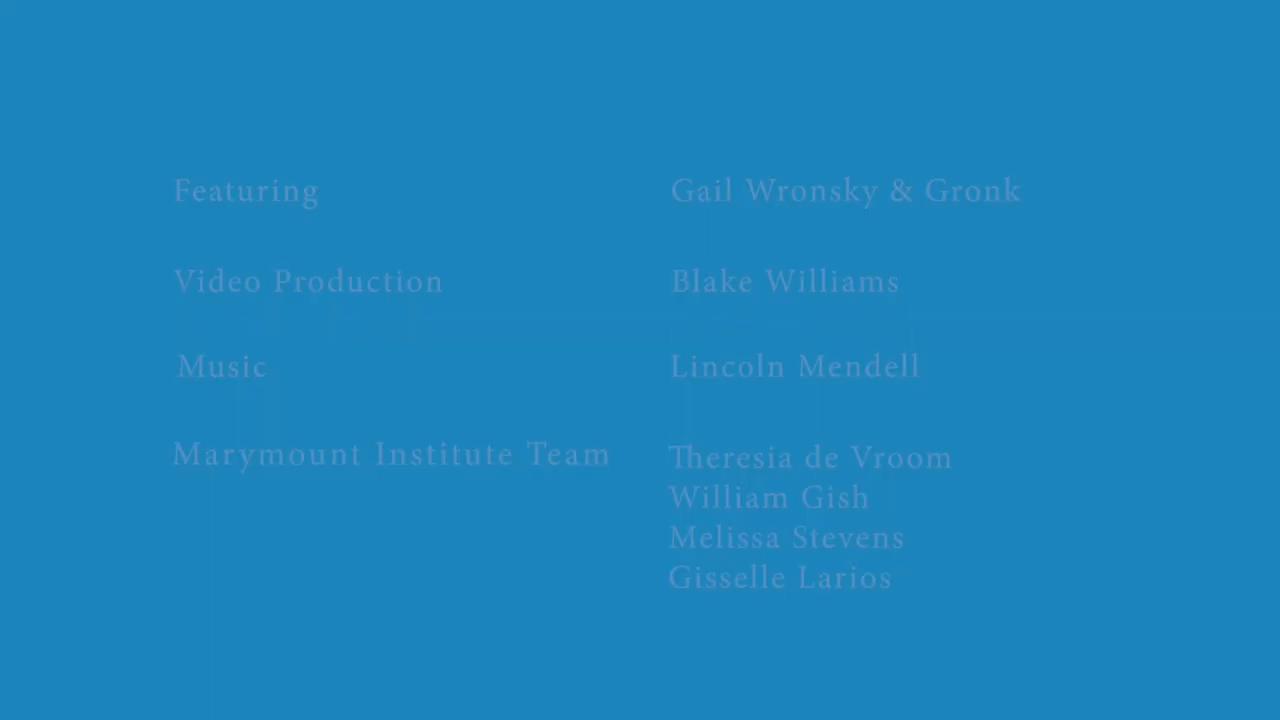 Featuring Gail Wronsky & Gronk
Video Production Blake Williams
Music Lincoln Mendell
Marymount Institute Team Theresia de Vroom
William Gish
Melissa Stevens
Gisselle Larios